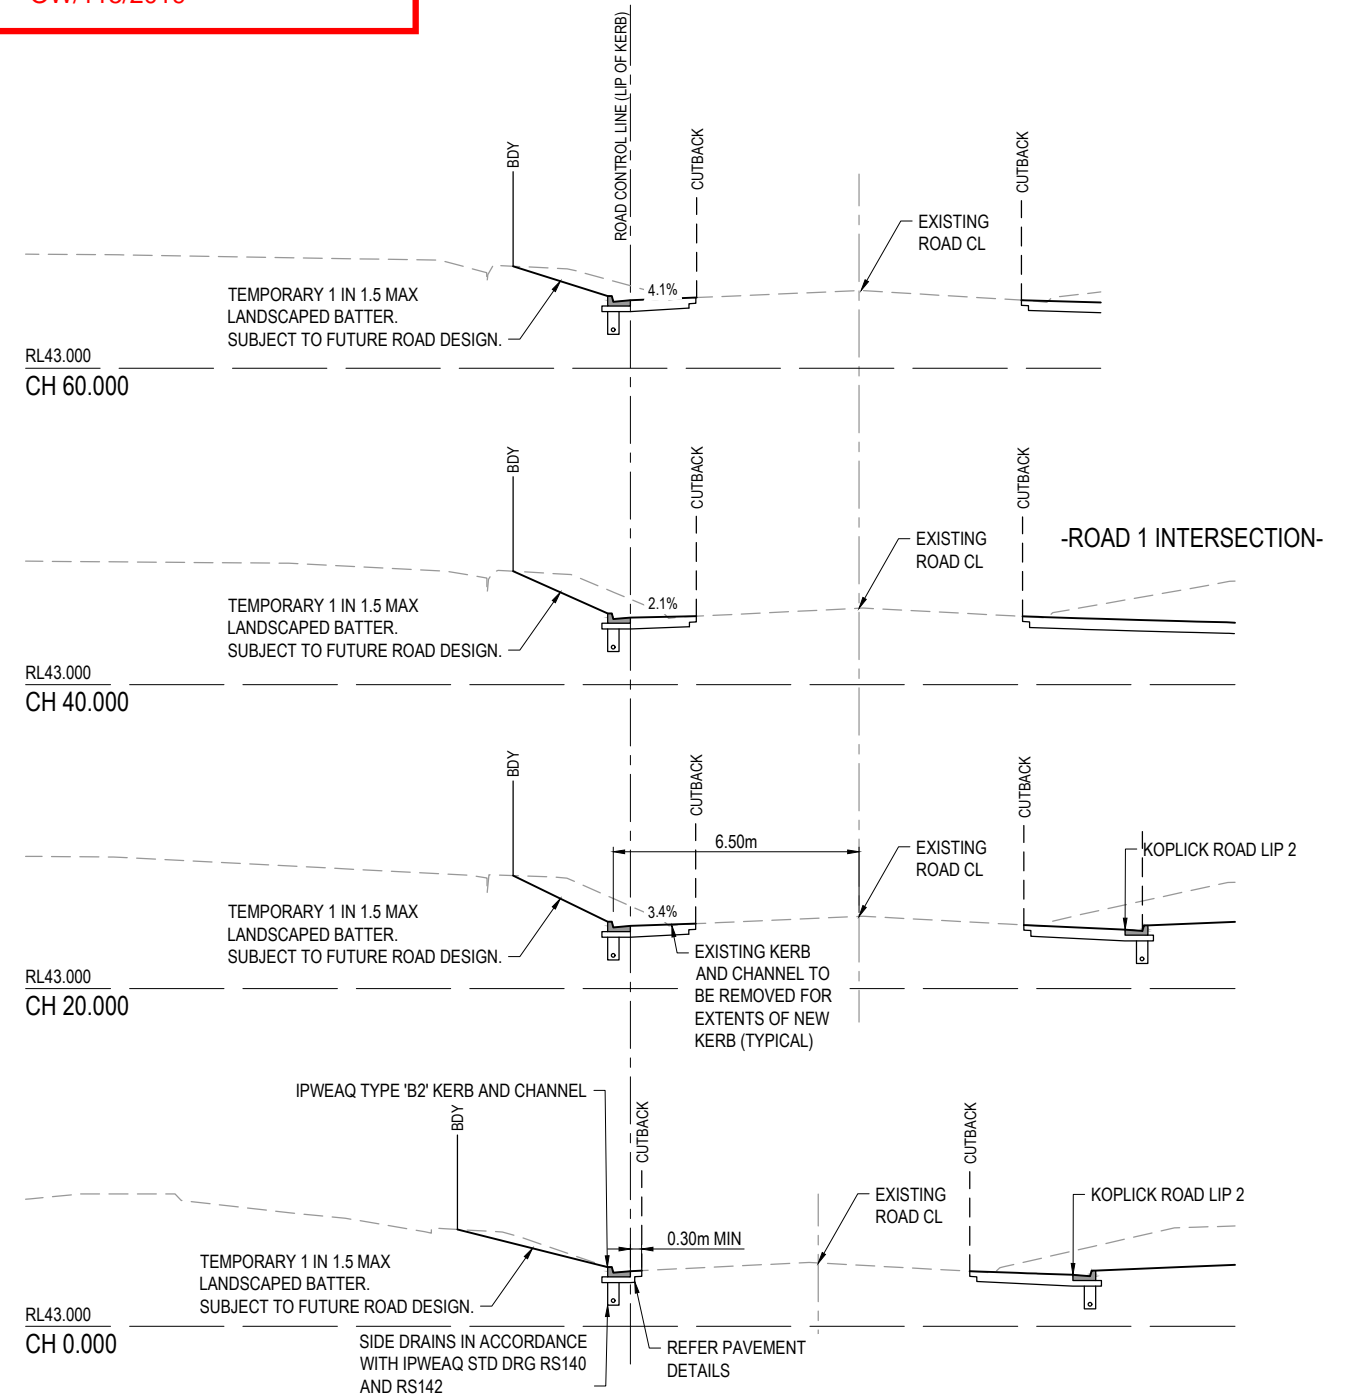 ROAD CONTROL LINE (LIP OF KERB)
BDY
CUTBACK
CUTBACK
EXISTING
ROAD CL
4.1%
TEMPORARY 1 IN 1.5 MAX
LANDSCAPED BATTER.
SUBJECT TO FUTURE ROAD DESIGN.
RL43.000
CH 60.000
BDY
CUTBACK
CUTBACK
EXISTING
ROAD CL
-ROAD 1 INTERSECTION-
2.1%
TEMPORARY 1 IN 1.5 MAX
LANDSCAPED BATTER.
SUBJECT TO FUTURE ROAD DESIGN.
RL43.000
CH 40.000
BDY
CUTBACK
CUTBACK
6.50m
EXISTING
ROAD CL
KOPLICK ROAD LIP 2
3.4%
TEMPORARY 1 IN 1.5 MAX
LANDSCAPED BATTER.
SUBJECT TO FUTURE ROAD DESIGN.
EXISTING KERB
AND CHANNEL TO
BE REMOVED FOR
EXTENTS OF NEW
KERB (TYPICAL)
RL43.000
CH 20.000
IPWEAQ TYPE 'B2' KERB AND CHANNEL
BDY
CUTBACK
CUTBACK
EXISTING
ROAD CL
KOPLICK ROAD LIP 2
0.30m MIN
TEMPORARY 1 IN 1.5 MAX
LANDSCAPED BATTER.
SUBJECT TO FUTURE ROAD DESIGN.
RL43.000
CH 0.000
SIDE DRAINS IN ACCORDANCE
WITH IPWEAQ STD DRG RS140
AND RS142
REFER PAVEMENT
DETAILS